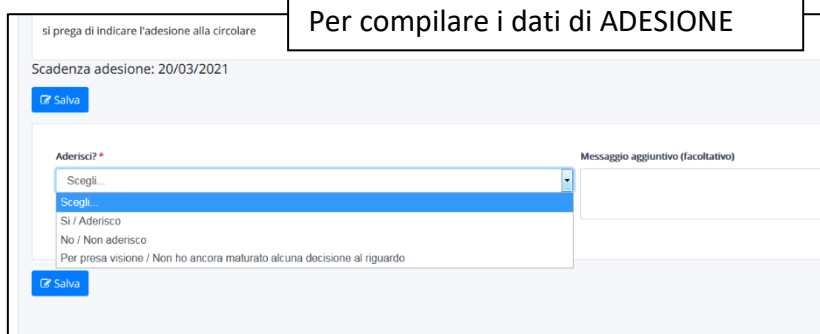 Per compilare i dati di ADESIONE
si prega di indicare l'adesione alla circolare
Scadenza adesione: 20/03/2021
Salva
Aderisci? *
Messaggio aggiuntivo (facoltativo)
Scegli...
Scegli...
Si / Aderisco
No / Non aderisco
Per presa visione / Non ho ancora maturato alcuna decisione al riguardo
Salva